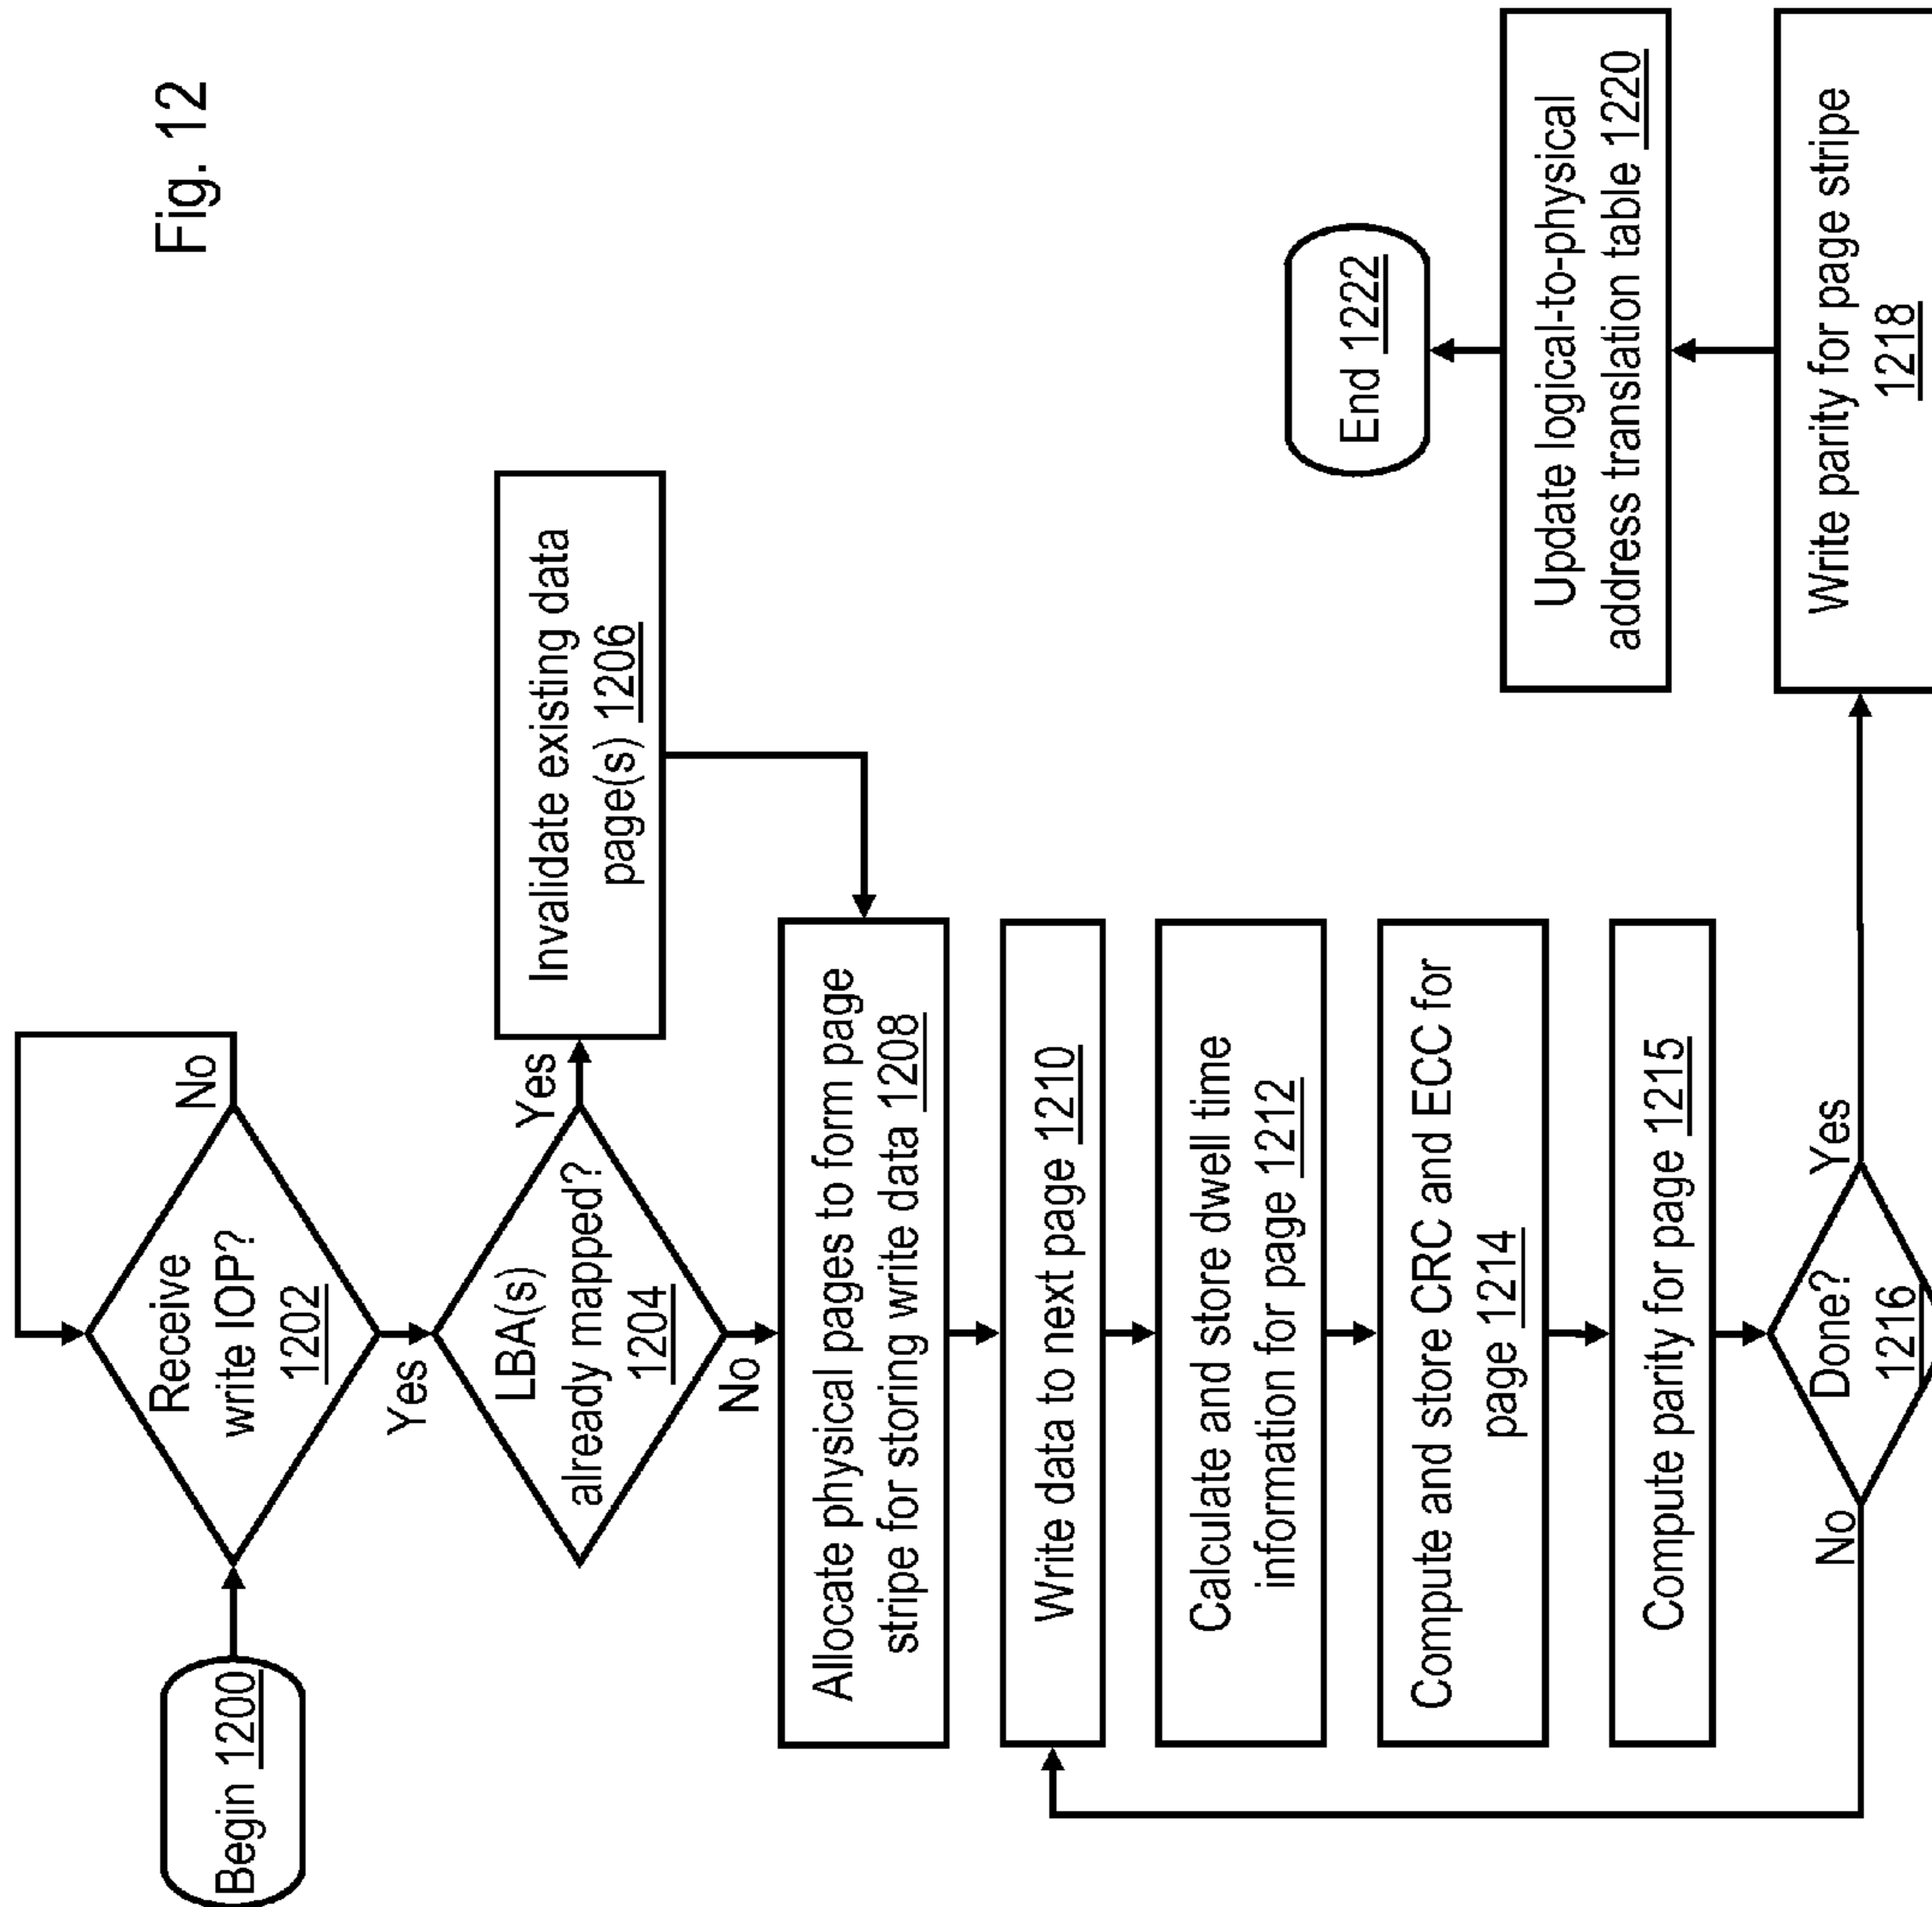 Fig. 12
Begin 1200
Receive
write IOP?
1202
No
Yes
LBA(s)
already mapped?
1204
Yes
No
Invalidate existing data
page(s) 1206
Allocate physical pages to form page
stripe for storing write data 1208
Write data to next page 1210
Calculate and store dwell time
information for page 1212
Compute and store CRC and ECC for
page 1214
Compute parity for page 1215
Done?
1216
No
Yes
Write parity for page stripe
1218
Update logical-to-physical
address translation table 1220
End 1222